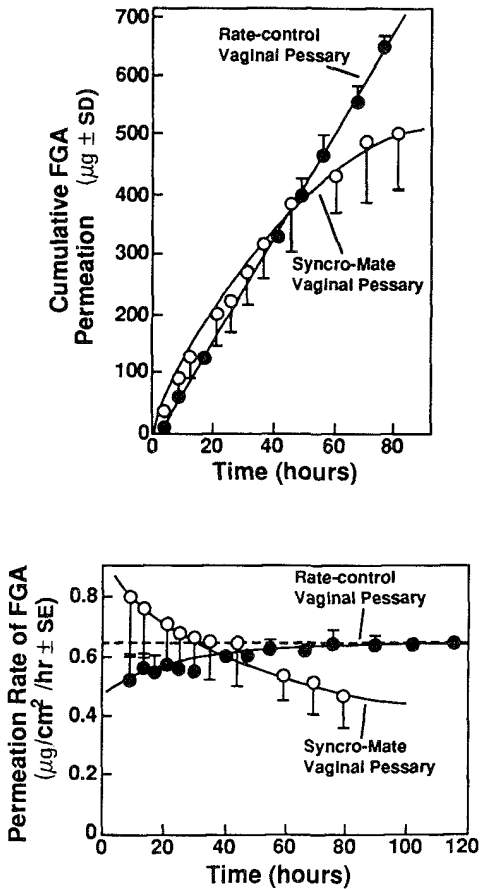 700
600
500
400
300
200
100
0
Cumulative FGA
Permeation (μg ± SD)
Rate-control
Vaginal Pessary
Syncro-Mate
Vaginal Pessary
0 20 40 60 80
Time (hours)
0.8
0.6
0.4
0.2
0
Permeation Rate of FGA
(μg/cm² /hr ± SE)
Rate-control
Vaginal Pessary
Syncro-Mate
Vaginal Pessary
0 20 40 60 80 100 120
Time (hours)